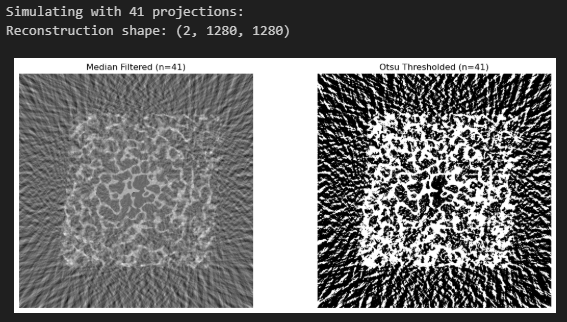 Simulating with 41 projections:
Reconstruction shape: (2, 1280, 1280)
Median Filtered (n=41)
Otsu Thresholded (n=41)